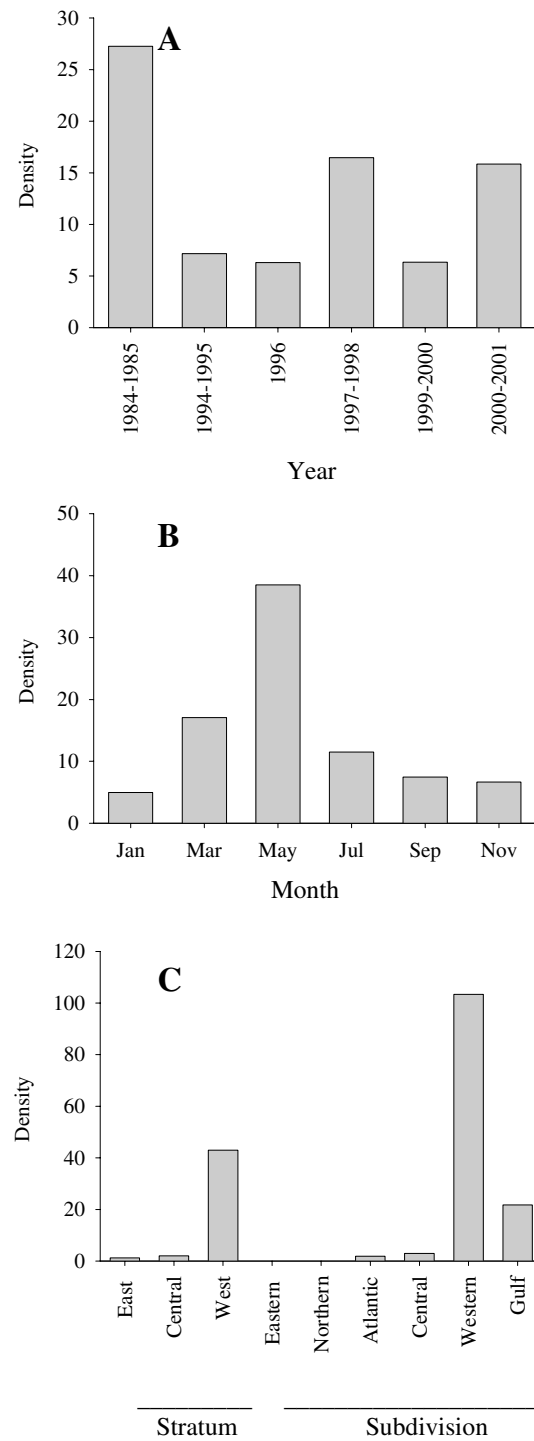 A
30
25
20
15
10
5
0
Density
1984-1985
1994-1995
1996
1997-1998
1999-2000
2000-2001
Year
B
50
40
30
20
10
0
Density
Jan Mar May Jul Sep Nov
Month
C
120
100
80
60
40
20
0
Density
East
Central
West
Eastern
Northern
Atlantic
Central
Western
Gulf
Stratum Subdivision